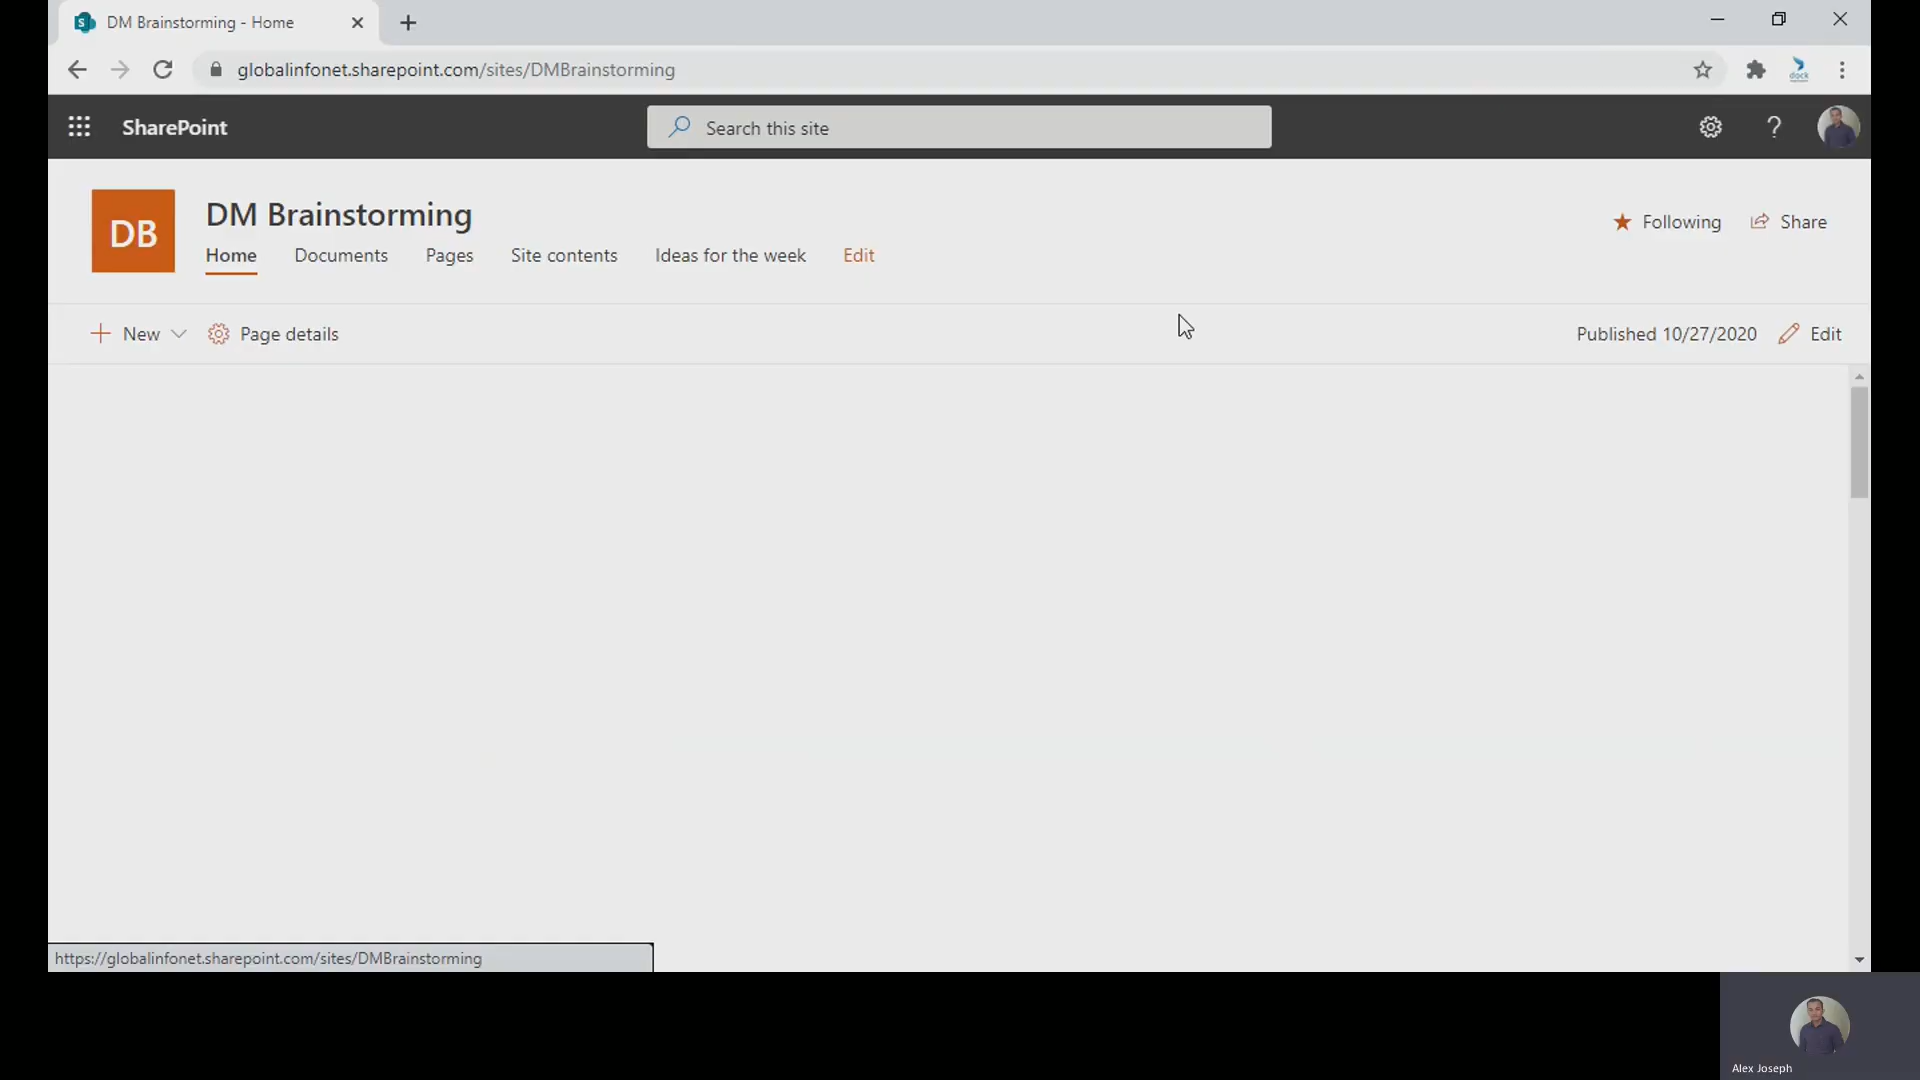 DM Brainstorming - Home
globalinfonet.sharepoint.com/sites/DMBrainstorming
dock
SharePoint
Search this site
?
DB
DM Brainstorming
Home Documents Pages Site contents Ideas for the week Edit
Following Share
New Page details
Published 10/27/2020 Edit
https://globalinfonet.sharepoint.com/sites/DMBrainstorming
Alex Joseph